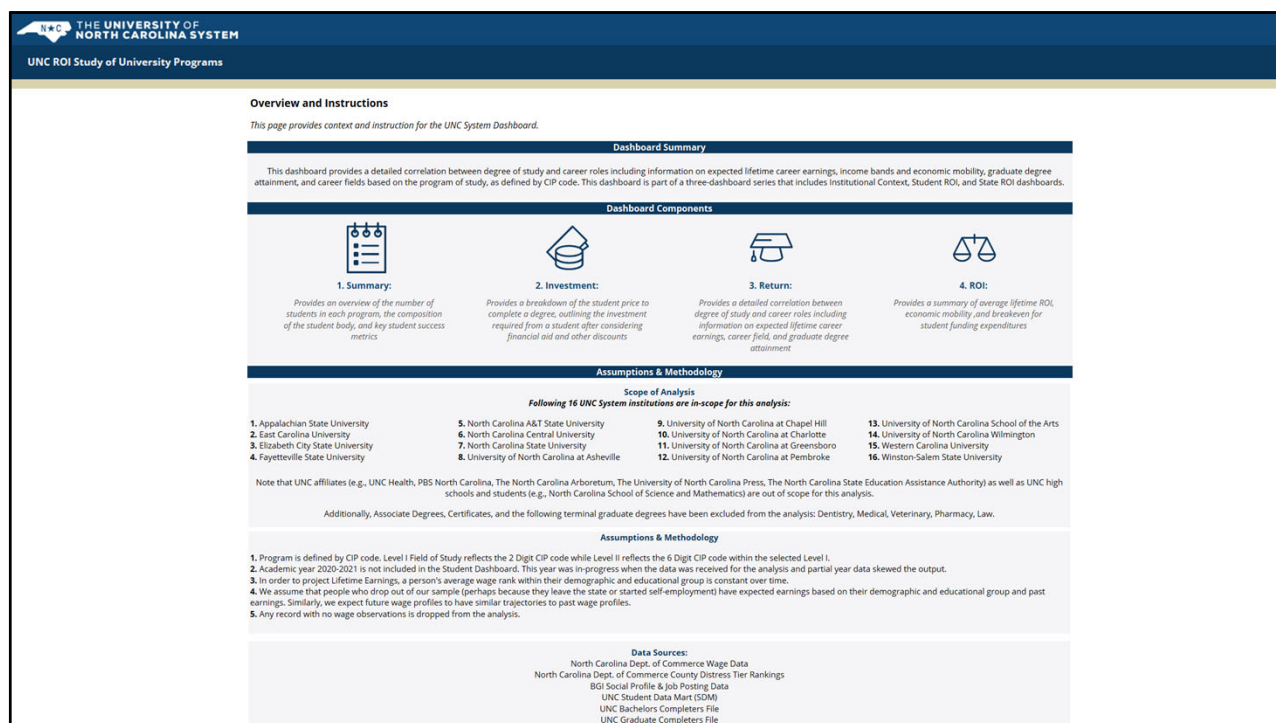 N★C
THE UNIVERSITY OF
NORTH CAROLINA SYSTEM
UNC ROI Study of University Programs
Overview and Instructions
This page provides context and instruction for the UNC System Dashboard.
Dashboard Summary
This dashboard provides a detailed correlation between degree of study and career roles including information on expected lifetime career earnings, income bands and economic mobility, graduate degree
attainment, and career fields based on the program of study, as defined by CIP code. This dashboard is part of a three-dashboard series that includes Institutional Context, Student ROI, and State ROI dashboards.
Dashboard Components
1. Summary:
Provides an overview of the number of
students in each program, the composition
of the student body, and key student success
metrics
2. Investment:
Provides a breakdown of the student price to
complete a degree, outlining the investment
required from a student after considering
financial aid and other discounts
3. Return:
Provides a detailed correlation between
degree of study and career roles including
information on expected lifetime career
earnings, career field, and graduate degree
attainment
4. ROI:
Provides a summary of average lifetime ROI,
economic mobility ,and breakeven for
student funding expenditures
Assumptions & Methodology
Scope of Analysis
Following 16 UNC System institutions are in-scope for this analysis:
1. Appalachian State University
2. East Carolina University
3. Elizabeth City State University
4. Fayetteville State University
5. North Carolina A&T State University
6. North Carolina Central University
7. North Carolina State University
8. University of North Carolina at Asheville
9. University of North Carolina at Chapel Hill
10. University of North Carolina at Charlotte
11. University of North Carolina at Greensboro
12. University of North Carolina at Pembroke
13. University of North Carolina School of the Arts
14. University of North Carolina Wilmington
15. Western Carolina University
16. Winston-Salem State University
Note that UNC affiliates (e.g., UNC Health, PBS North Carolina, The North Carolina Arboretum, The University of North Carolina Press, The North Carolina State Education Assistance Authority) as well as UNC high
schools and students (e.g., North Carolina School of Science and Mathematics) are out of scope for this analysis.
Additionally, Associate Degrees, Certificates, and the following terminal graduate degrees have been excluded from the analysis: Dentistry, Medical, Veterinary, Pharmacy, Law.
Assumptions & Methodology
1. Program is defined by CIP code. Level I Field of Study reflects the 2 Digit CIP code while Level II reflects the 6 Digit CIP code within the selected Level I.
2. Academic year 2020-2021 is not included in the Student Dashboard. This year was in-progress when the data was received for the analysis and partial year data skewed the output.
3. In order to project Lifetime Earnings, a person's average wage rank within their demographic and educational group is constant over time.
4. We assume that people who drop out of our sample (perhaps because they leave the state or started self-employment) have expected earnings based on their demographic and educational group and past
earnings. Similarly, we expect future wage profiles to have similar trajectories to past wage profiles.
5. Any record with no wage observations is dropped from the analysis.
Data Sources:
North Carolina Dept. of Commerce Wage Data
North Carolina Dept. of Commerce County Distress Tier Rankings
BGI Social Profile & Job Posting Data
UNC Student Data Mart (SDM)
UNC Bachelors Completers File
UNC Graduate Completers File